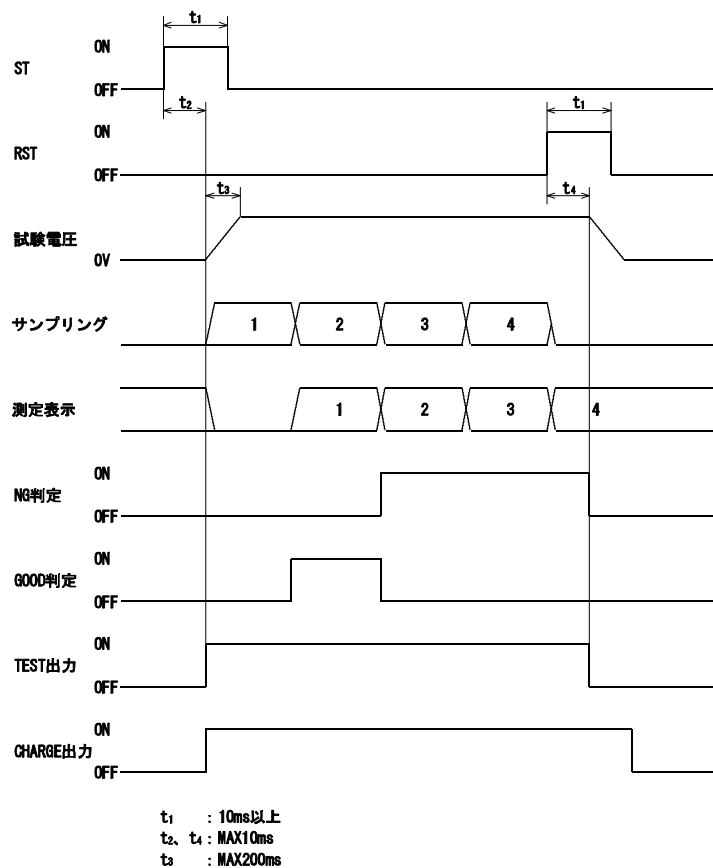 t₁
ON
ST
OFF
t₂
t₁
ON
RST
OFF
t₃
t₄
試験電圧
0V
サンプリング
1 2 3 4
測定表示
1 2 3 4
ON
NG判定
OFF
ON
GOOD判定
OFF
ON
TEST出力
OFF
ON
CHARGE出力
OFF
t₁ : 10ms以上
t₂、t₄ : MAX10ms
t₃ : MAX200ms